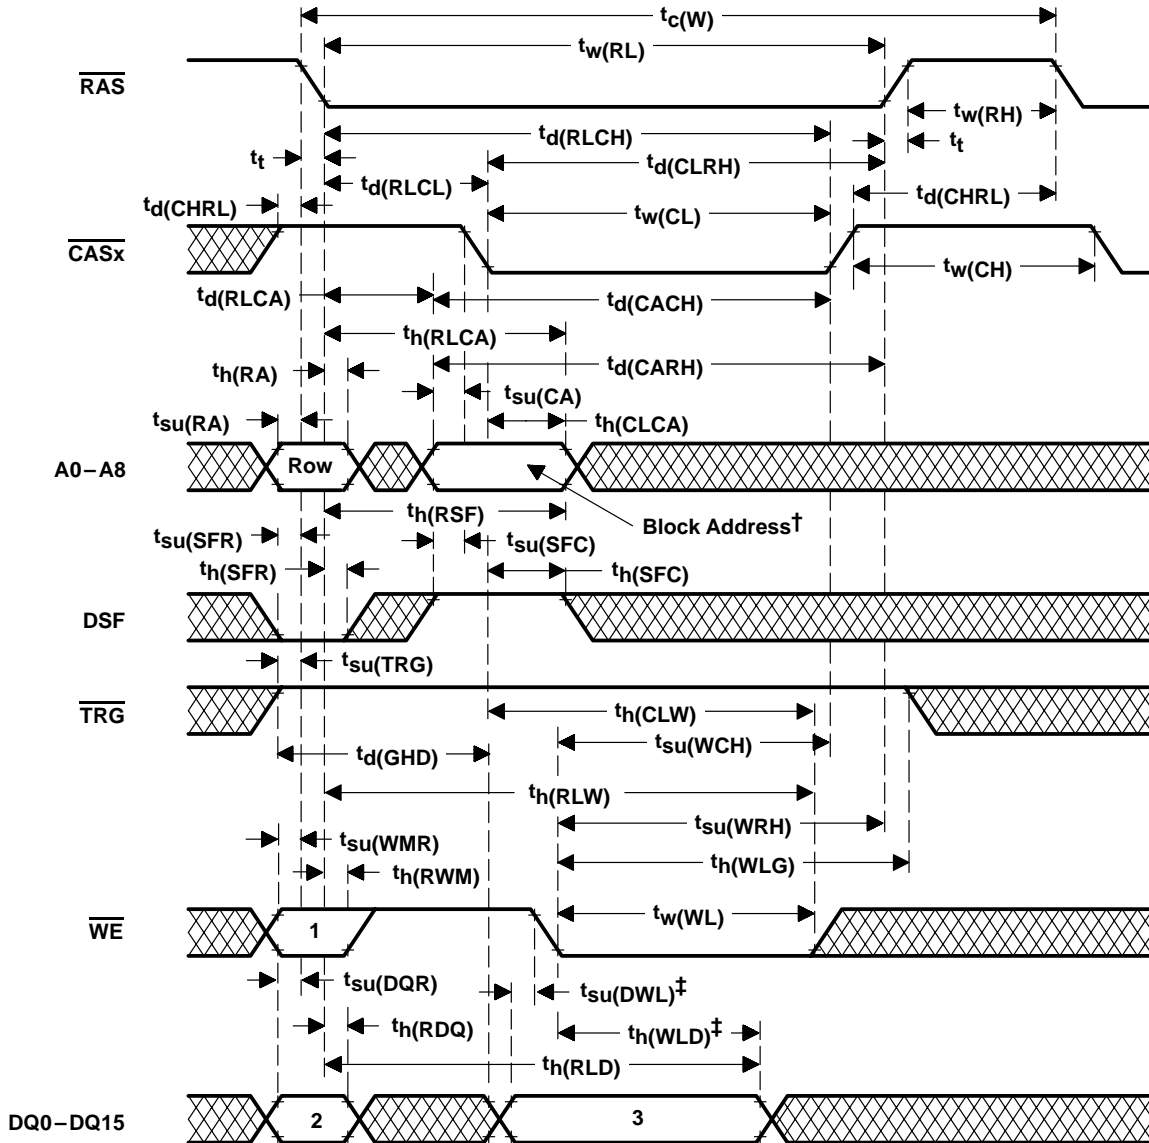 tc(W)
tw(RL)
RAS
tw(RH)
td(RLCH)
tt
tt
td(CLRH)
td(RLCL)
td(CHRL)
td(CHRL)
tw(CL)
CASx
tw(CH)
td(RLCA)
td(CACH)
th(RLCA)
th(RA)
td(CARH)
tsu(CA)
tsu(RA)
th(CLCA)
A0–A8
Row
th(RSF)
Block Address†
tsu(SFR)
tsu(SFC)
th(SFR)
th(SFC)
DSF
tsu(TRG)
TRG
th(CLW)
td(GHD)
tsu(WCH)
th(RLW)
tsu(WRH)
tsu(WMR)
th(WLG)
th(RWM)
WE
1
tw(WL)
tsu(DQR)
tsu(DWL)‡
th(RDQ)
th(WLD)‡
th(RLD)
DQ0–DQ15
2
3